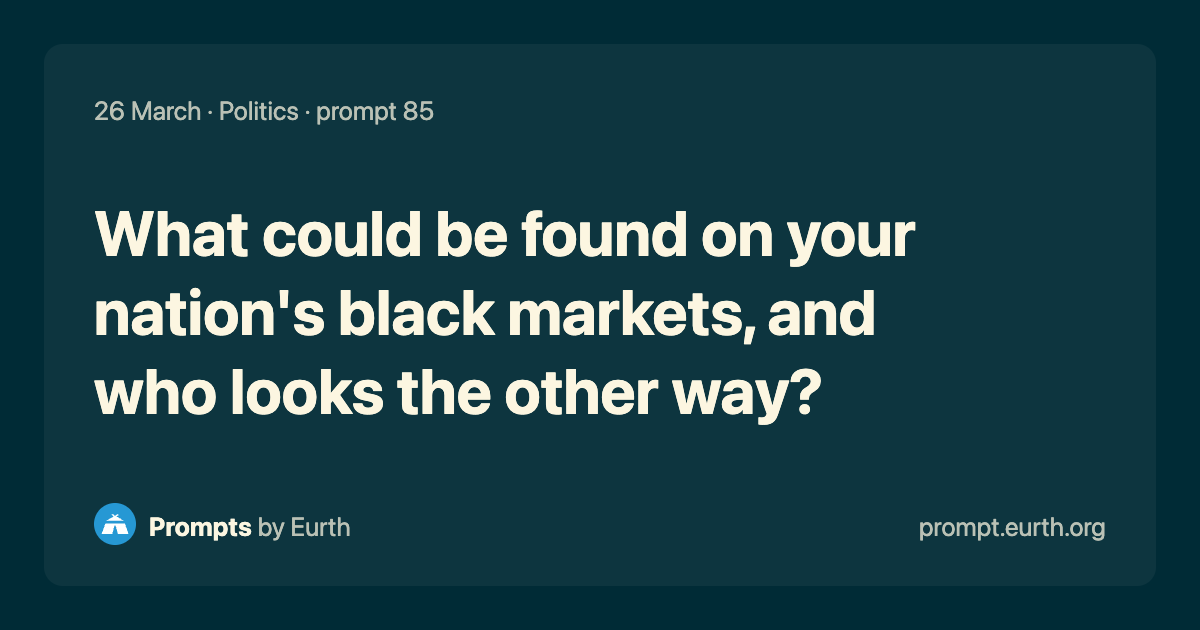 26 March · Politics · prompt 85
What could be found on your
nation's black markets, and
who looks the other way?
Prompts by Eurth
prompt.eurth.org